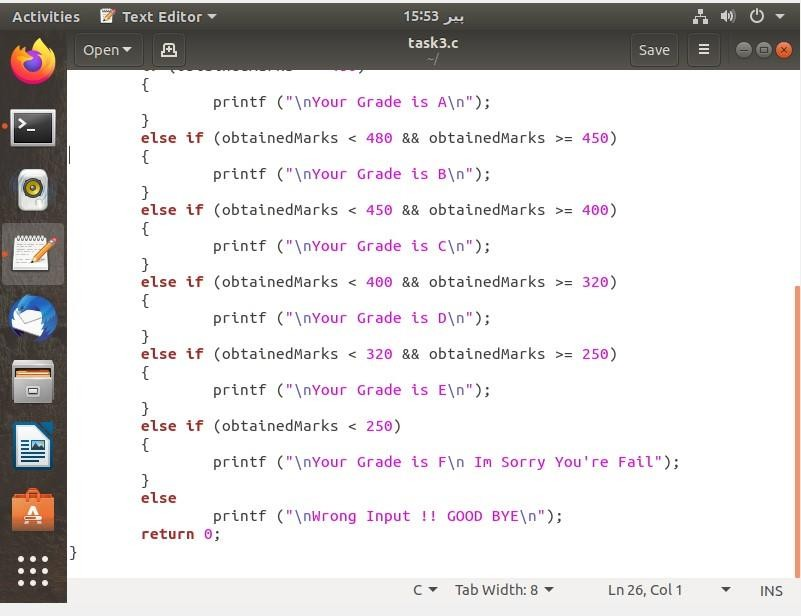 Activities Text Editor 15:53 پیر
Open task3.c Save
~/
{
printf ("\nYour Grade is A\n");
}
else if (obtainedMarks < 480 && obtainedMarks >= 450)
{
printf ("\nYour Grade is B\n");
}
else if (obtainedMarks < 450 && obtainedMarks >= 400)
{
printf ("\nYour Grade is C\n");
}
else if (obtainedMarks < 400 && obtainedMarks >= 320)
{
printf ("\nYour Grade is D\n");
}
else if (obtainedMarks < 320 && obtainedMarks >= 250)
{
printf ("\nYour Grade is E\n");
}
else if (obtainedMarks < 250)
{
printf ("\nYour Grade is F\n Im Sorry You're Fail");
}
else
printf ("\nWrong Input !! GOOD BYE\n");
return 0;
}
C Tab Width: 8 Ln 26, Col 1 INS